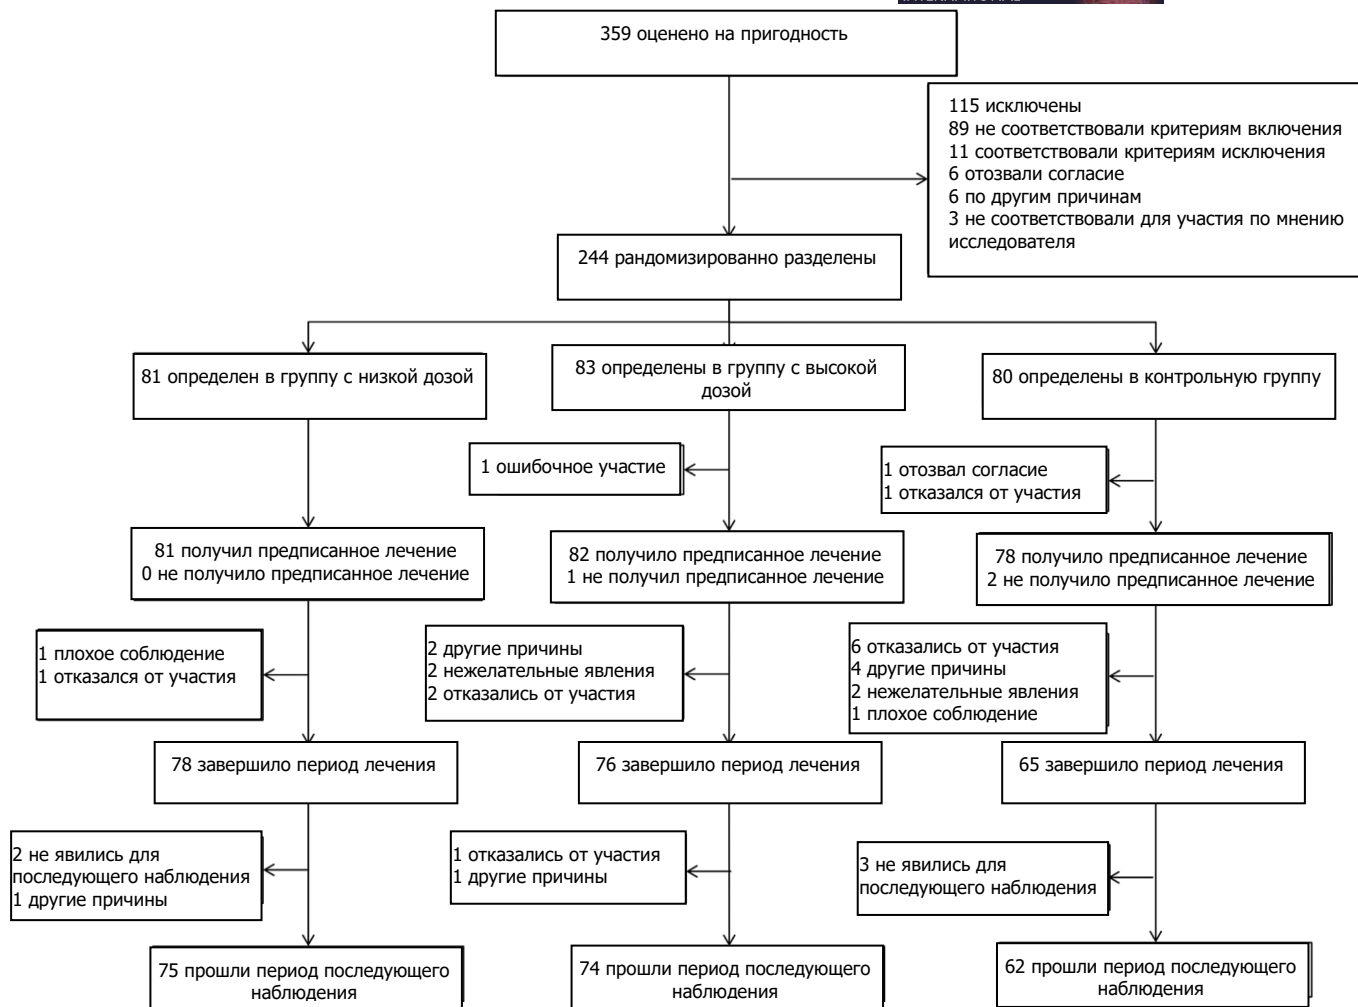 359 оценено на пригодность
115 исключены
89 не соответствовали критериям включения
11 соответствовали критериям исключения
6 отозвали согласие
6 по другим причинам
3 не соответствовали для участия по мнению
исследователя
244 рандомизированно разделены
81 определен в группу с низкой дозой
83 определены в группу с высокой
дозой
80 определены в контрольную группу
1 ошибочное участие
1 отозвал согласие
1 отказался от участия
81 получил предписанное лечение
0 не получило предписанное лечение
82 получило предписанное лечение
1 не получил предписанное лечение
78 получило предписанное лечение
2 не получило предписанное лечение
1 плохое соблюдение
1 отказался от участия
2 другие причины
2 нежелательные явления
2 отказались от участия
6 отказались от участия
4 другие причины
2 нежелательные явления
1 плохое соблюдение
78 завершило период лечения
76 завершило период лечения
65 завершило период лечения
2 не явились для
последующего наблюдения
1 другие причины
1 отказались от участия
1 другие причины
3 не явились для
последующего наблюдения
75 прошли период последующего
наблюдения
74 прошли период последующего
наблюдения
62 прошли период последующего
наблюдения